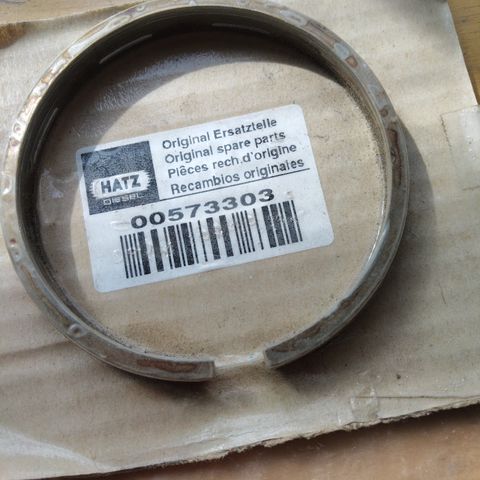 HATZ
DIESEL
Original Ersatzteile
Original spare parts
Pièces rech.d'origine
Recambios originales
00573303